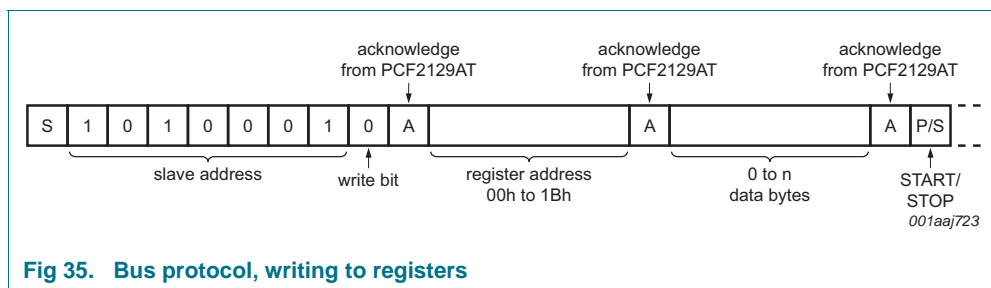 acknowledge
from PCF2129AT
acknowledge
from PCF2129AT
acknowledge
from PCF2129AT
S 1 0 1 0 0 0 1 0 A A A P/S
slave address
write bit
register address
00h to 1Bh
0 to n
data bytes
START/
STOP
001aaj723
Fig 35. Bus protocol, writing to registers